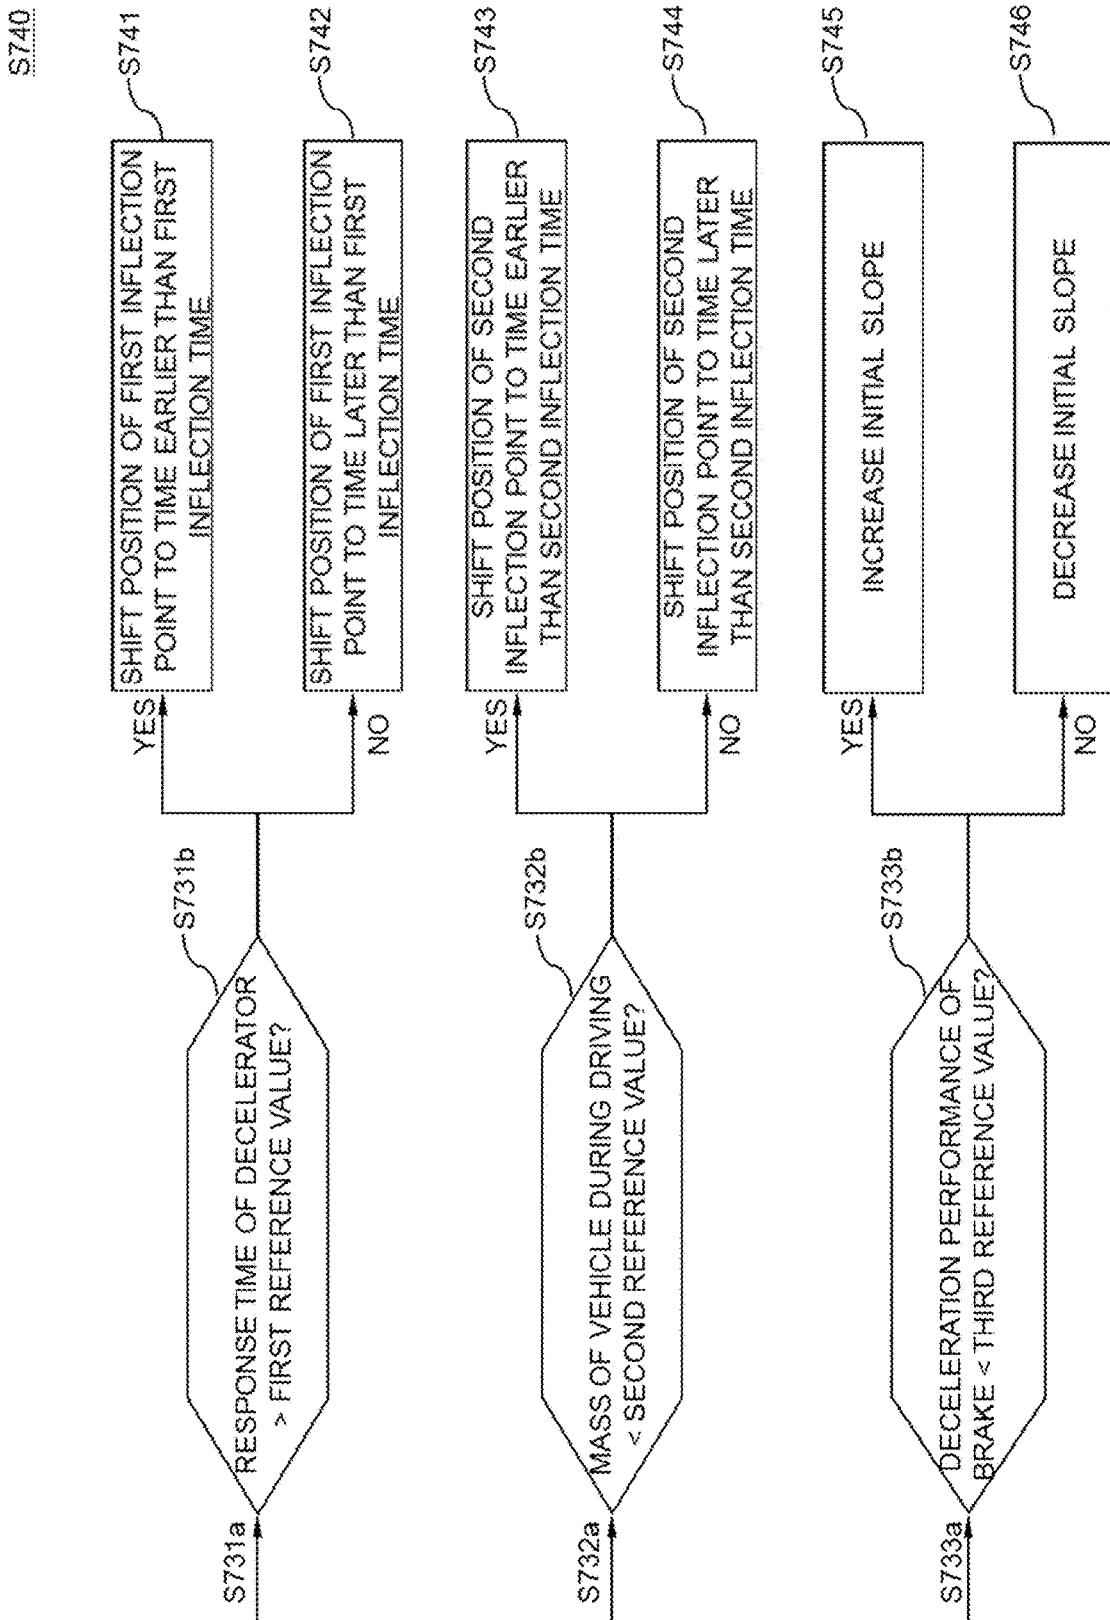 S740
S731a
RESPONSE TIME OF DECELERATOR
> FIRST REFERENCE VALUE?
S731b
YES
SHIFT POSITION OF FIRST INFLECTION
POINT TO TIME EARLIER THAN FIRST
INFLECTION TIME
S741
NO
SHIFT POSITION OF FIRST INFLECTION
POINT TO TIME LATER THAN FIRST
INFLECTION TIME
S742
S732a
MASS OF VEHICLE DURING DRIVING
< SECOND REFERENCE VALUE?
S732b
YES
SHIFT POSITION OF SECOND
INFLECTION POINT TO TIME EARLIER
THAN SECOND INFLECTION TIME
S743
NO
SHIFT POSITION OF SECOND
INFLECTION POINT TO TIME LATER
THAN SECOND INFLECTION TIME
S744
S733a
DECELERATION PERFORMANCE OF
BRAKE < THIRD REFERENCE VALUE?
S733b
YES
INCREASE INITIAL SLOPE
S745
NO
DECREASE INITIAL SLOPE
S746